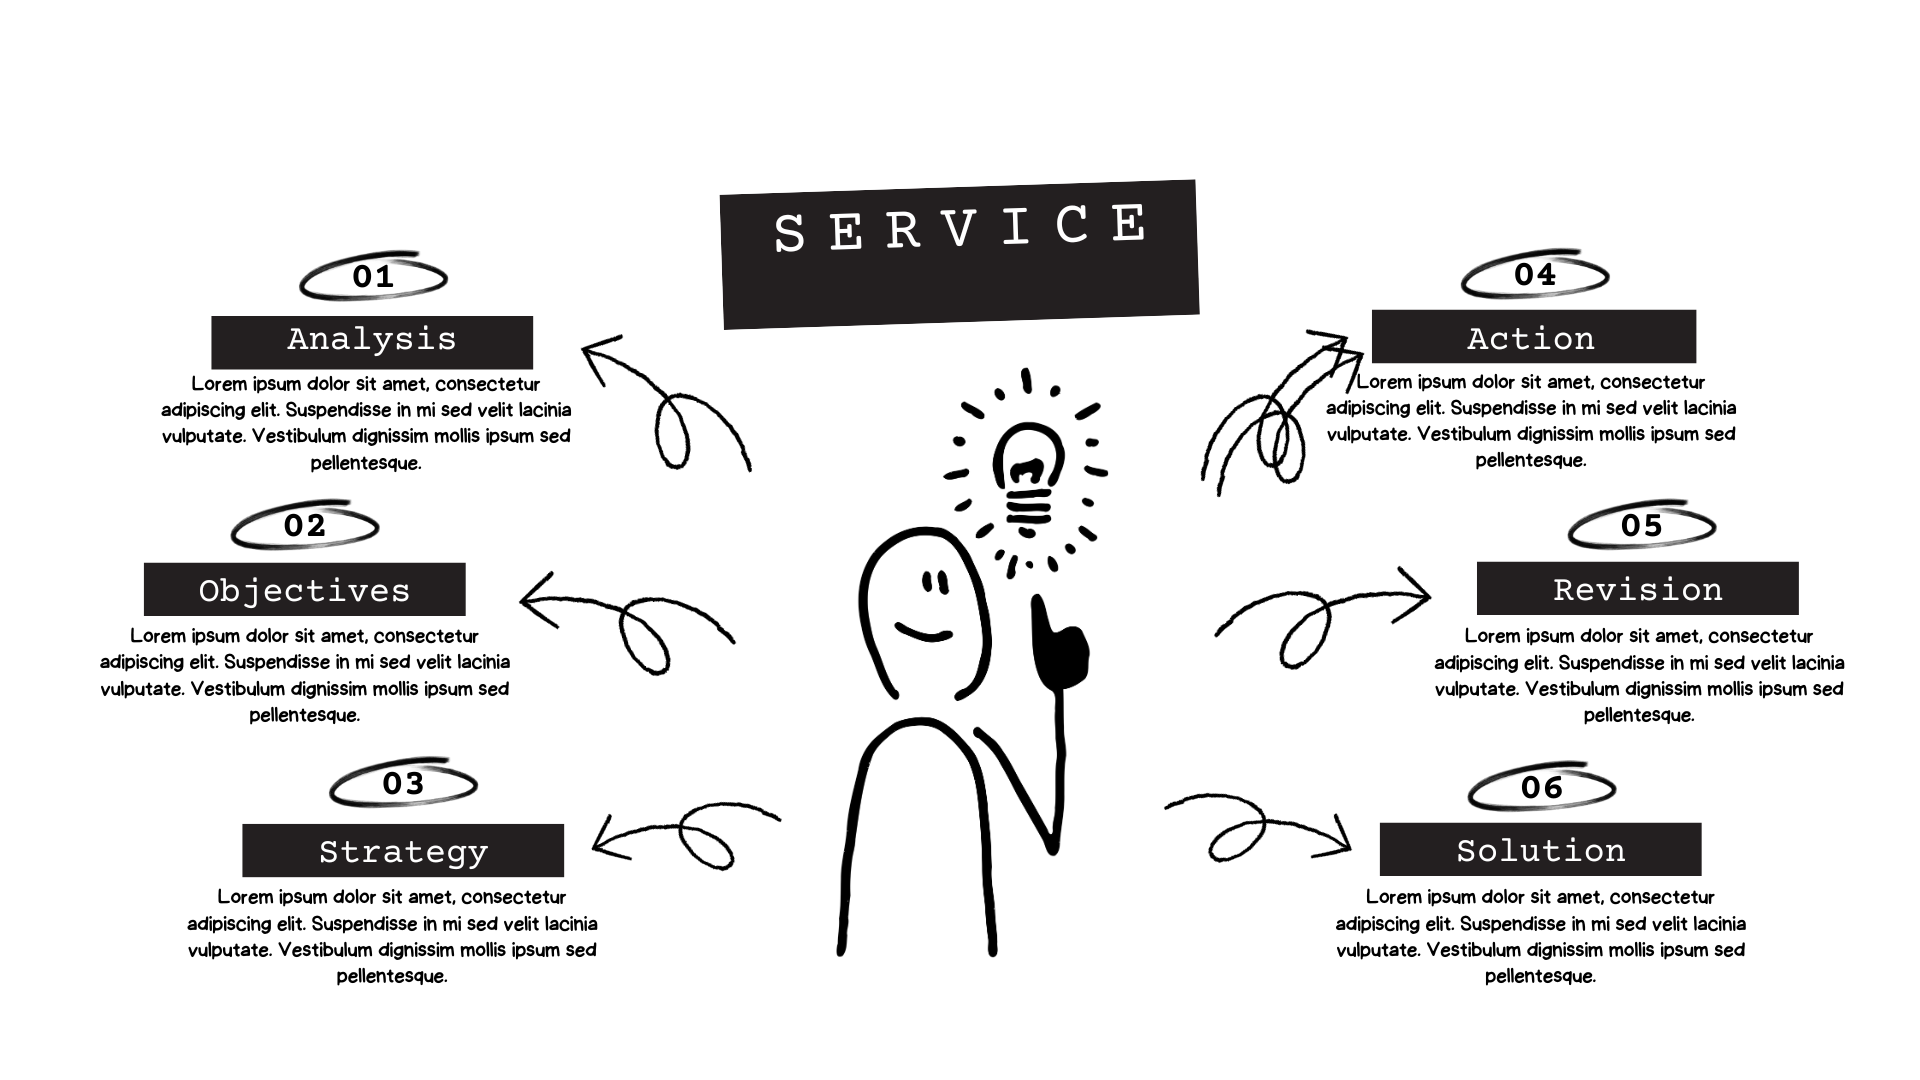 SERVICE
01
Analysis
Lorem ipsum dolor sit amet, consectetur
adipiscing elit. Suspendisse in mi sed velit lacinia
vulputate. Vestibulum dignissim mollis ipsum sed
pellentesque.
02
Objectives
Lorem ipsum dolor sit amet, consectetur
adipiscing elit. Suspendisse in mi sed velit lacinia
vulputate. Vestibulum dignissim mollis ipsum sed
pellentesque.
03
Strategy
Lorem ipsum dolor sit amet, consectetur
adipiscing elit. Suspendisse in mi sed velit lacinia
vulputate. Vestibulum dignissim mollis ipsum sed
pellentesque.
04
Action
Lorem ipsum dolor sit amet, consectetur
adipiscing elit. Suspendisse in mi sed velit lacinia
vulputate. Vestibulum dignissim mollis ipsum sed
pellentesque.
05
Revision
Lorem ipsum dolor sit amet, consectetur
adipiscing elit. Suspendisse in mi sed velit lacinia
vulputate. Vestibulum dignissim mollis ipsum sed
pellentesque.
06
Solution
Lorem ipsum dolor sit amet, consectetur
adipiscing elit. Suspendisse in mi sed velit lacinia
vulputate. Vestibulum dignissim mollis ipsum sed
pellentesque.